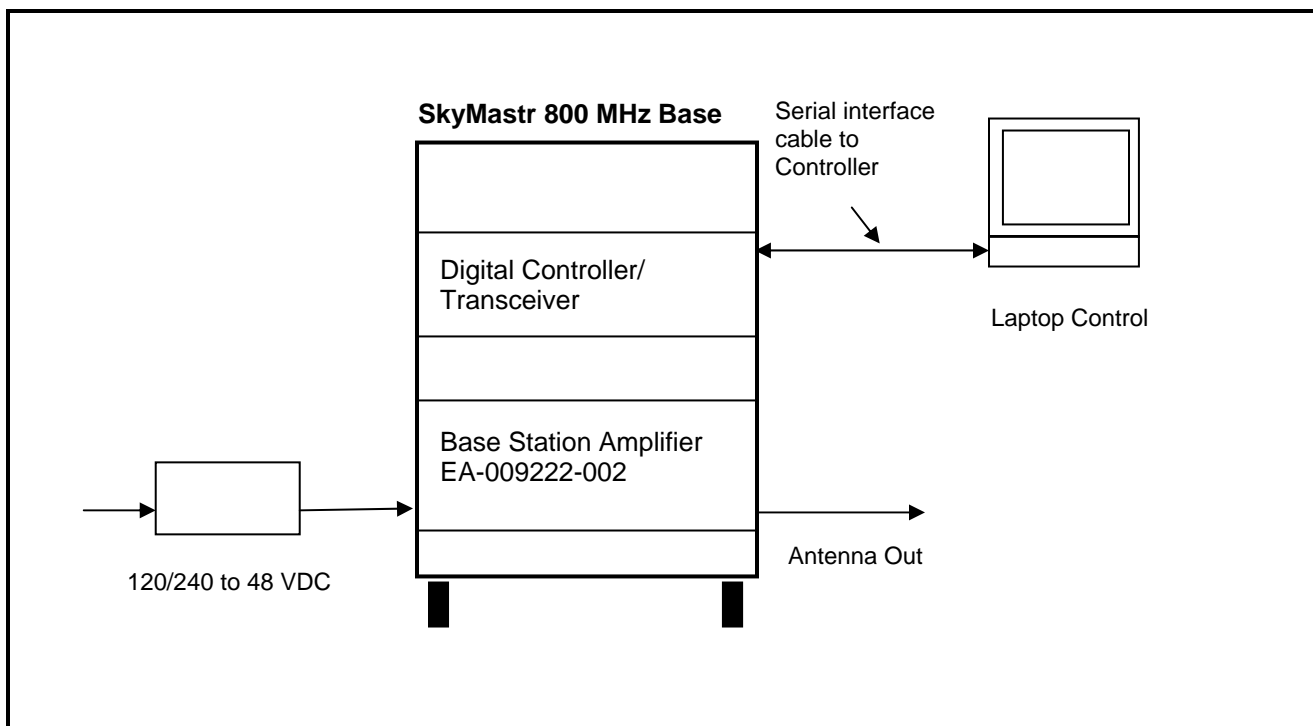 SkyMastr 800 MHz Base
Serial interface
cable to
Controller
Digital Controller/
Transceiver
Laptop Control
Base Station Amplifier
EA-009222-002
Antenna Out
120/240 to 48 VDC